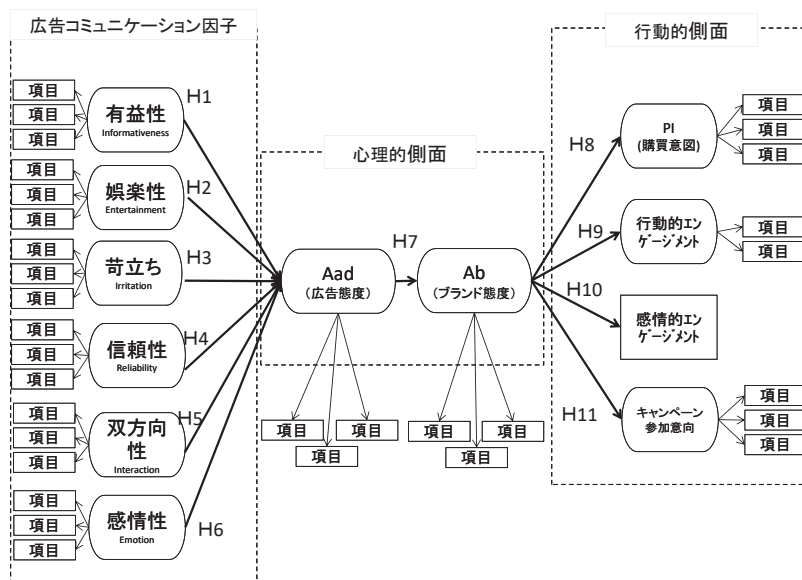 広告コミュニケーション因子
項目
項目
項目
有益性
Informativeness
H1
項目
項目
項目
娯楽性
Entertainment
H2
項目
項目
項目
苛立ち
Irritation
H3
項目
項目
項目
信頼性
Reliability
H4
項目
項目
項目
双方向
性
Interaction
H5
項目
項目
項目
感情性
Emotion
H6
心理的側面
Aad
(広告態度)
H7
Ab
(ブランド態度)
項目
項目
項目
項目
項目
項目
行動的側面
H8
PI
(購買意図)
項目
項目
項目
H9
行動的エン
ゲージメント
項目
項目
H10
感情的エン
ゲージメント
H11
キャンペーン
参加意向
項目
項目
項目